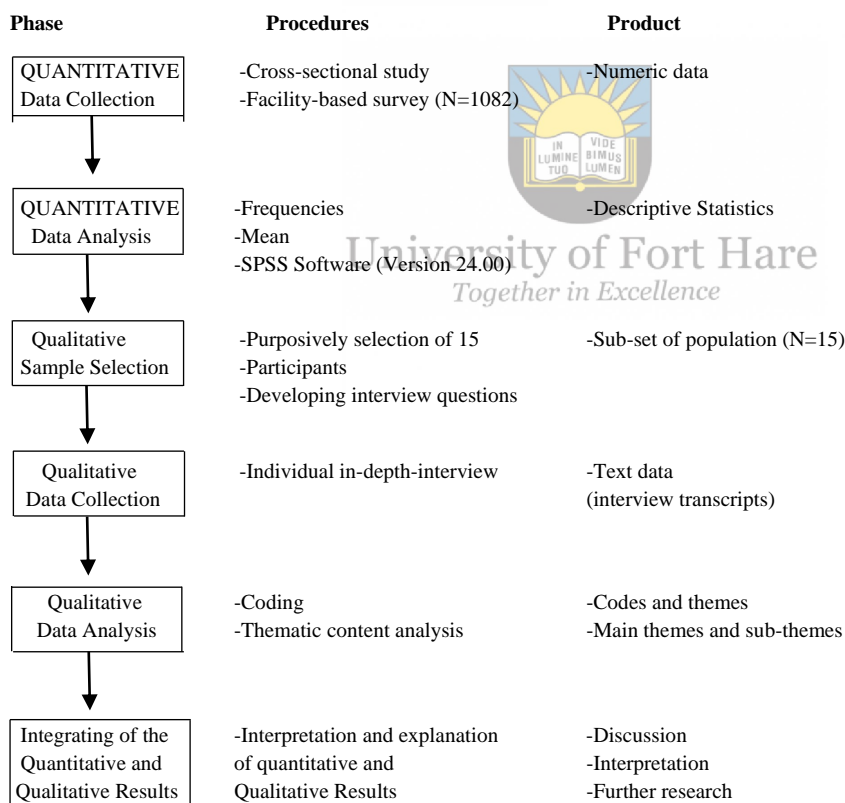 Phase Procedures Product
QUANTITATIVE -Cross-sectional study -Numeric data
Data Collection -Facility-based survey (N=1082)
IN LUMINE TUO VIDE BIMUS LUMEN
QUANTITATIVE -Frequencies -Descriptive Statistics
Data Analysis -Mean
-SPSS Software (Version 24.00)
University of Fort Hare
Together in Excellence
Qualitative -Purposively selection of 15 -Sub-set of population (N=15)
Sample Selection -Participants
-Developing interview questions
Qualitative -Individual in-depth-interview -Text data
Data Collection (interview transcripts)
Qualitative -Coding -Codes and themes
Data Analysis -Thematic content analysis -Main themes and sub-themes
Integrating of the -Interpretation and explanation -Discussion
Quantitative and of quantitative and -Interpretation
Qualitative Results Qualitative Results -Further research